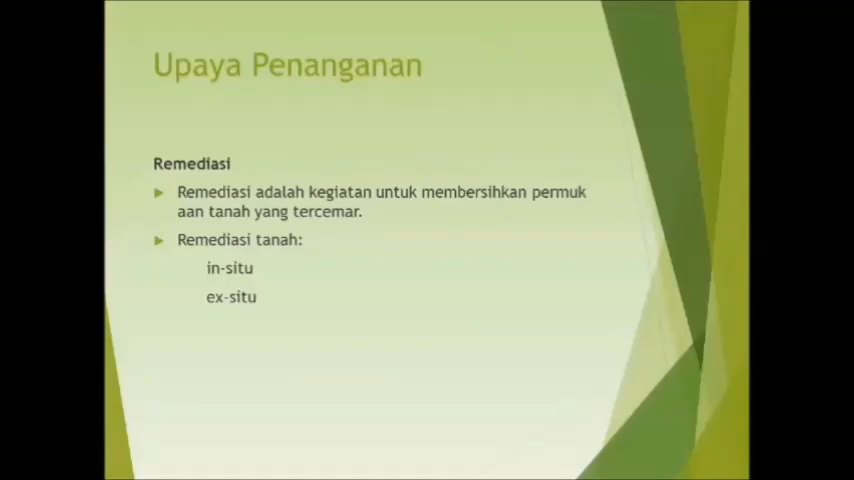 Upaya Penanganan
Remediasi
Remediasi adalah kegiatan untuk membersihkan permuk
aan tanah yang tercemar.
Remediasi tanah:
in-situ
ex-situ